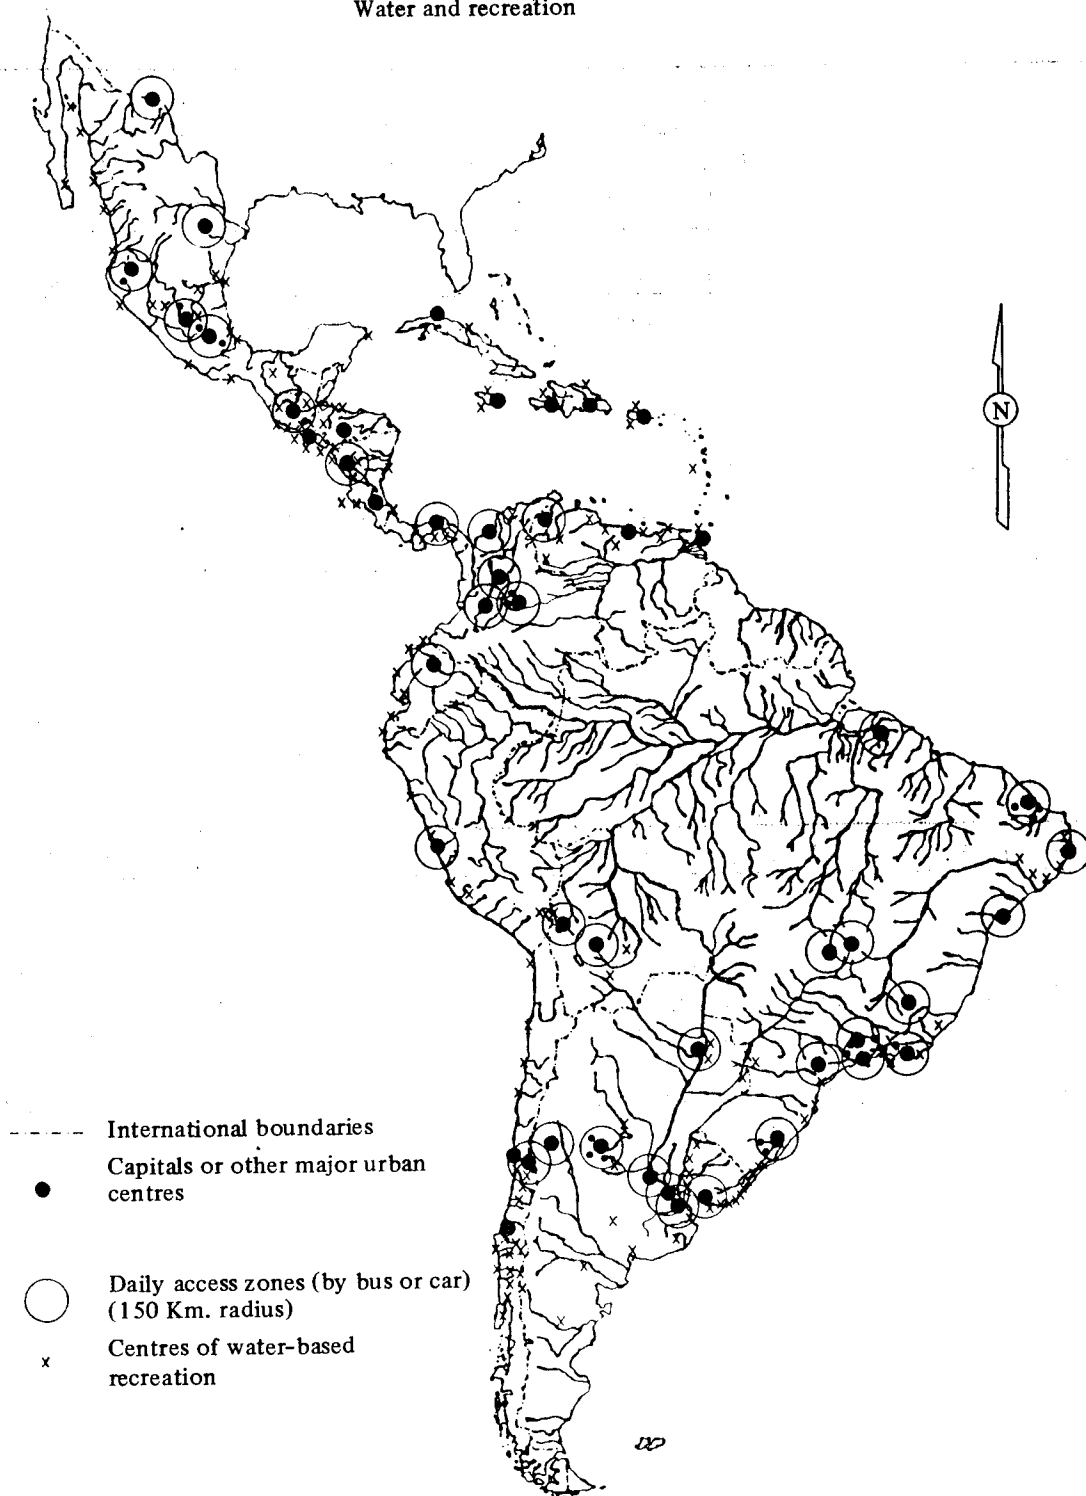 Water and recreation
N
International boundaries
Capitals or other major urban
centres
Daily access zones (by bus or car)
(150 Km. radius)
Centres of water-based
recreation